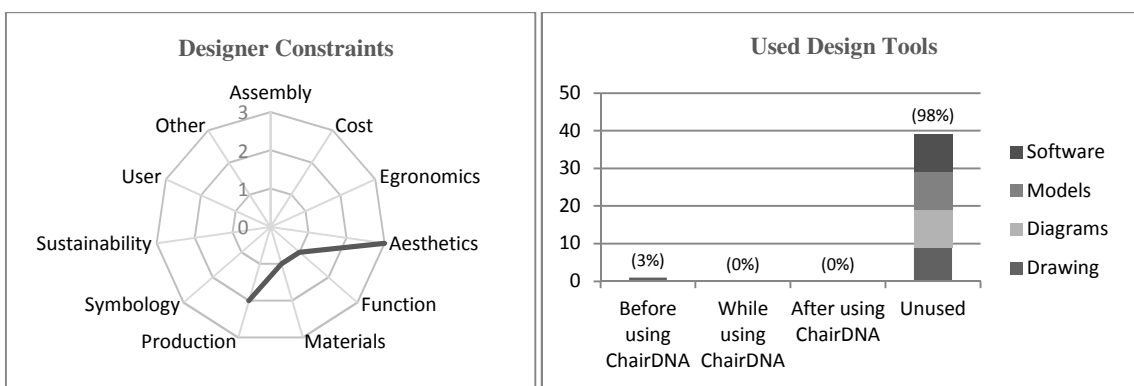 Designer Constraints
Assembly
Cost
Egronomics
Aesthetics
Function
Materials
Production
Symbology
Sustainability
User
Other
3
2
1
0
Used Design Tools
50
40
30
20
10
0
(3%)
(0%)
(0%)
(98%)
Before
using
ChairDNA
While
using
ChairDNA
After using
ChairDNA
Unused
Software
Models
Diagrams
Drawing